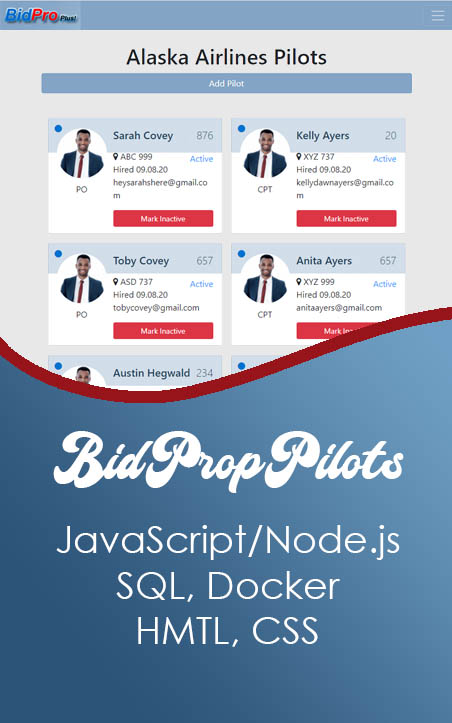 BidPro Plus!
Alaska Airlines Pilots
Add Pilot
Sarah Covey 876
ABC 999 Active
Hired 09.08.20
heysarahshere@gmail.co
m
PO
Mark Inactive
Kelly Ayers 20
XYZ 737 Active
Hired 09.08.20
kellydawnayers@gmail.co
m
CPT
Mark Inactive
Toby Covey 657
ASD 737 Active
Hired 09.08.20
tobycovey@gmail.com
PO
Mark Inactive
Anita Ayers 657
XYZ 999 Active
Hired 09.08.20
anitaayers@gmail.com
CPT
Mark Inactive
Austin Hegwald 234
BidPropPilots
JavaScript/Node.js
SQL, Docker
HMTL, CSS